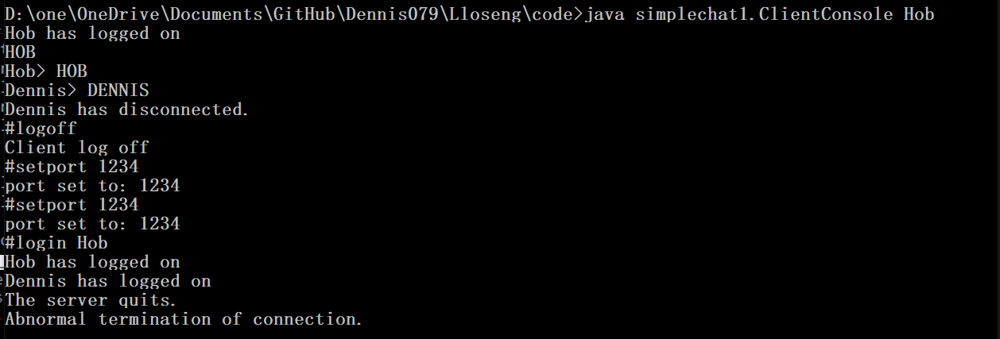 D:\one\OneDrive\Documents\GitHub\Dennis079\Lloseng\code>java simplechat1.ClientConsole Hob
Hob has logged on
HOB
Hob> HOB
Dennis> DENNIS
Dennis has disconnected.
#logoff
Client log off
#setport 1234
port set to: 1234
#setport 1234
port set to: 1234
#login Hob
Hob has logged on
Dennis has logged on
The server quits.
Abnormal termination of connection.